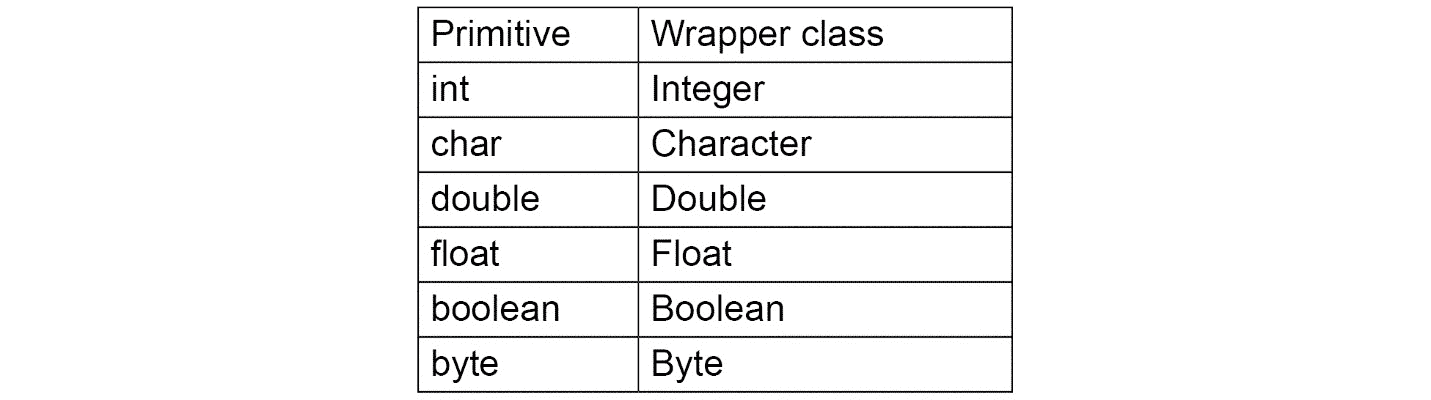 Primitive Wrapper class
int Integer
char Character
double Double
float Float
boolean Boolean
byte Byte